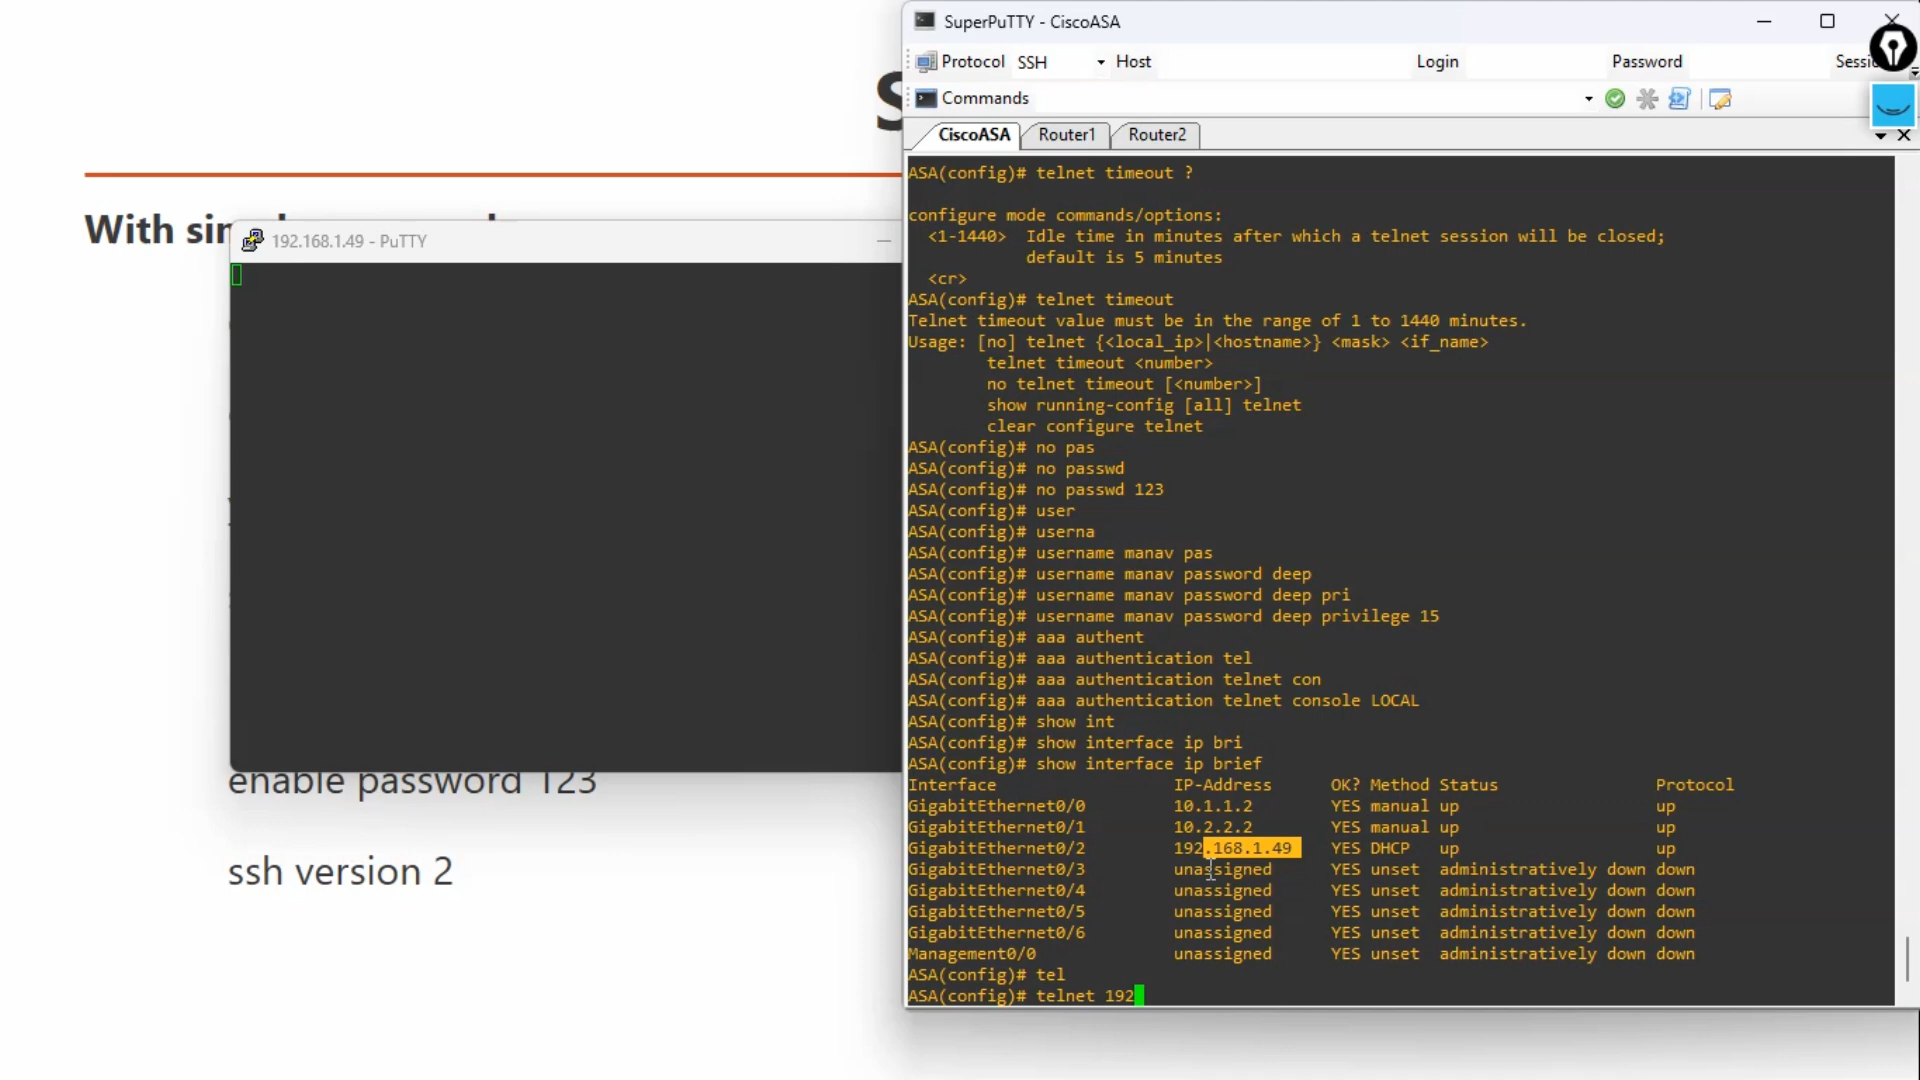 S
With sim
192.168.1.49 - PuTTY
enable password 123
ssh version 2
SuperPuTTY - CiscoASA
Protocol SSH Host Login Password Sessi
Commands
CiscoASA Router1 Router2
ASA(config)# telnet timeout ?
configure mode commands/options:
<1-1440> Idle time in minutes after which a telnet session will be closed;
default is 5 minutes
<cr>
ASA(config)# telnet timeout
Telnet timeout value must be in the range of 1 to 1440 minutes.
Usage: [no] telnet {<local_ip>|<hostname>} <mask> <if_name>
telnet timeout <number>
no telnet timeout [<number>]
show running-config [all] telnet
clear configure telnet
ASA(config)# no pas
ASA(config)# no passwd
ASA(config)# no passwd 123
ASA(config)# user
ASA(config)# userna
ASA(config)# username manav pas
ASA(config)# username manav password deep
ASA(config)# username manav password deep pri
ASA(config)# username manav password deep privilege 15
ASA(config)# aaa authent
ASA(config)# aaa authentication tel
ASA(config)# aaa authentication telnet con
ASA(config)# aaa authentication telnet console LOCAL
ASA(config)# show int
ASA(config)# show interface ip bri
ASA(config)# show interface ip brief
Interface IP-Address OK? Method Status Protocol
GigabitEthernet0/0 10.1.1.2 YES manual up up
GigabitEthernet0/1 10.2.2.2 YES manual up up
GigabitEthernet0/2 192.168.1.49 YES DHCP up up
GigabitEthernet0/3 unassigned YES unset administratively down down
GigabitEthernet0/4 unassigned YES unset administratively down down
GigabitEthernet0/5 unassigned YES unset administratively down down
GigabitEthernet0/6 unassigned YES unset administratively down down
Management0/0 unassigned YES unset administratively down down
ASA(config)# tel
ASA(config)# telnet 192